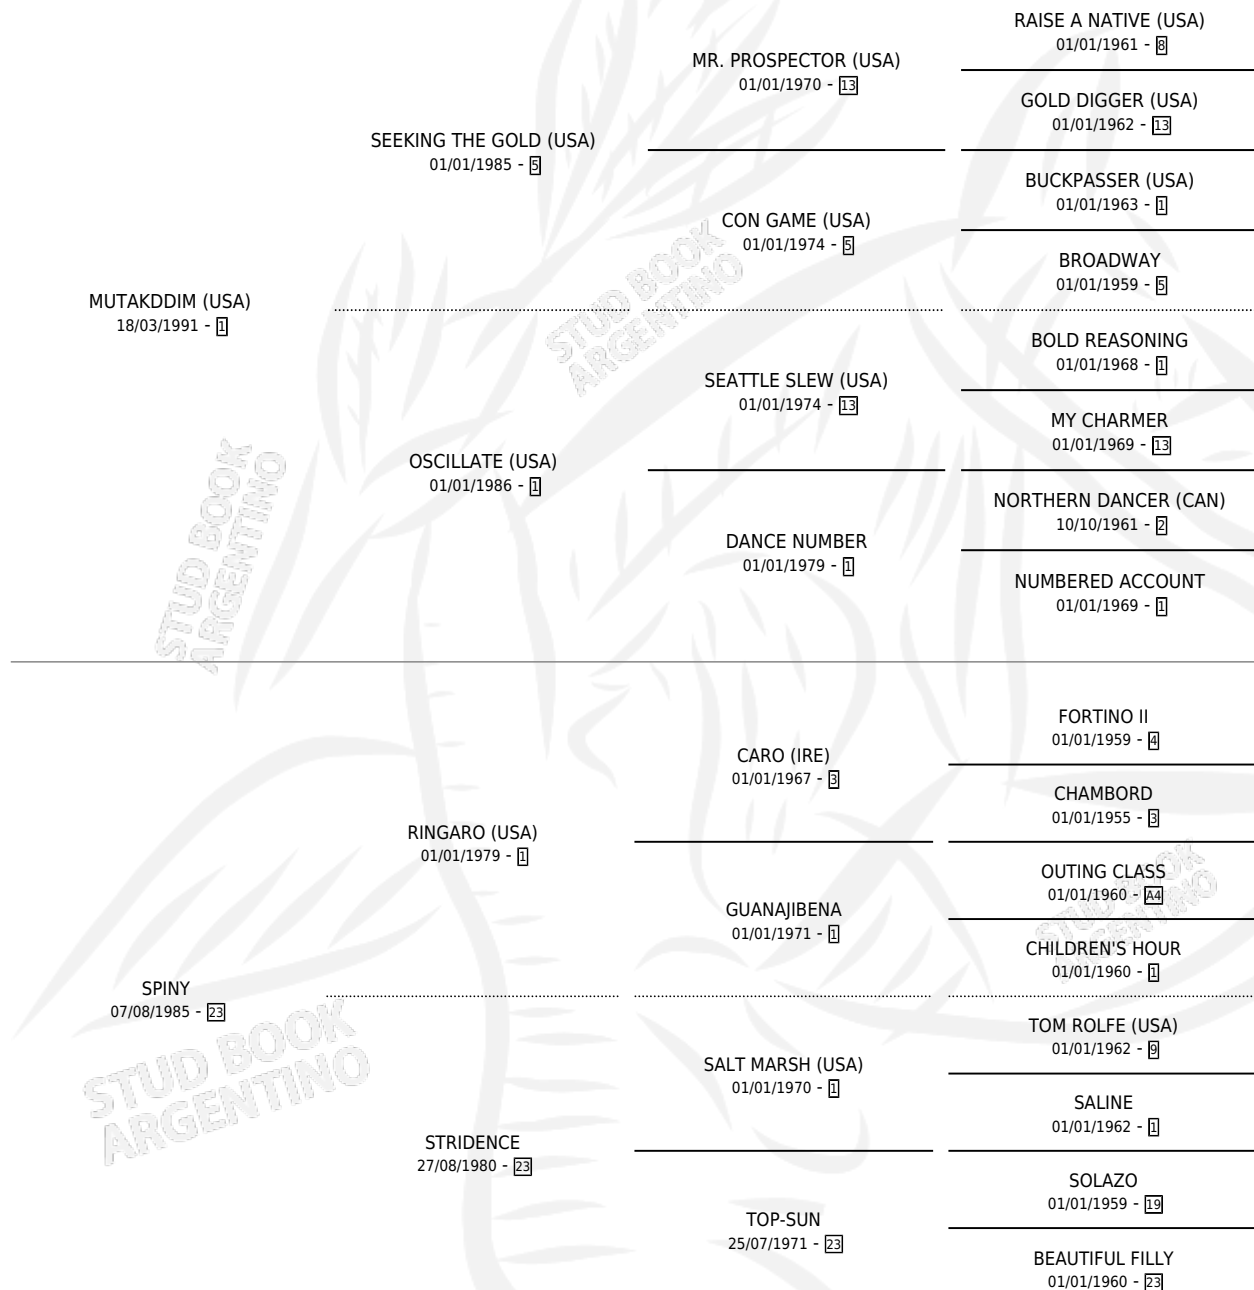 RAISE A NATIVE (USA)
01/01/1961 - 8
MR. PROSPECTOR (USA)
01/01/1970 - 13
GOLD DIGGER (USA)
01/01/1962 - 13
SEEKING THE GOLD (USA)
01/01/1985 - 5
BUCKPASSER (USA)
01/01/1963 - 1
CON GAME (USA)
01/01/1974 - 5
BROADWAY
01/01/1959 - 5
MUTAKDDIM (USA)
18/03/1991 - 1
BOLD REASONING
01/01/1968 - 1
SEATTLE SLEW (USA)
01/01/1974 - 13
MY CHARMER
01/01/1969 - 13
OSCILLATE (USA)
01/01/1986 - 1
NORTHERN DANCER (CAN)
10/10/1961 - 2
DANCE NUMBER
01/01/1979 - 1
NUMBERED ACCOUNT
01/01/1969 - 1
FORTINO II
01/01/1959 - 4
CARO (IRE)
01/01/1967 - 3
CHAMBORD
01/01/1955 - 3
RINGARO (USA)
01/01/1979 - 1
OUTING CLASS
01/01/1960 - A4
GUANAJIBENA
01/01/1971 - 1
CHILDREN'S HOUR
01/01/1960 - 1
SPINY
07/08/1985 - 23
TOM ROLFE (USA)
01/01/1962 - 9
SALT MARSH (USA)
01/01/1970 - 1
SALINE
01/01/1962 - 1
STRIDENCE
27/08/1980 - 23
SOLAZO
01/01/1959 - 19
TOP-SUN
25/07/1971 - 23
BEAUTIFUL FILLY
01/01/1960 - 23
STUD BOOK
ARGENTINO
STUD BOOK
ARGENTINO
STUD BOOK
ARGENTINO
STUD BOOK
ARGENTINO